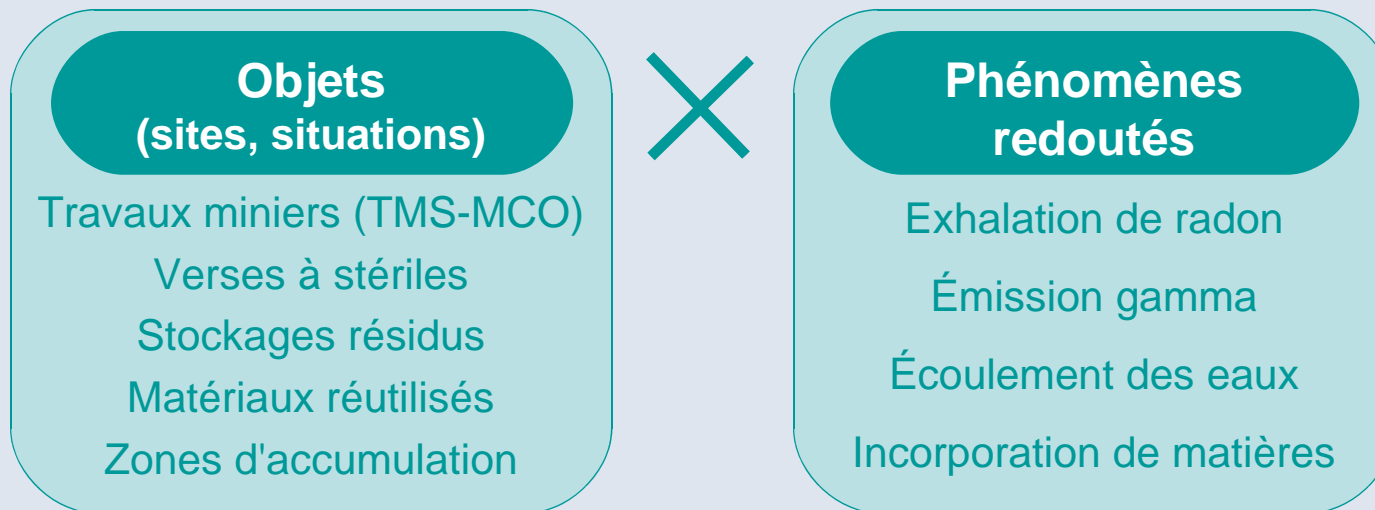 Objets
(sites, situations)
Travaux miniers (TMS-MCO)
Verses à stériles
Stockages résidus
Matériaux réutilisés
Zones d'accumulation
Phénomènes
redoutés
Exhalation de radon
Émission gamma
Écoulement des eaux
Incorporation de matières